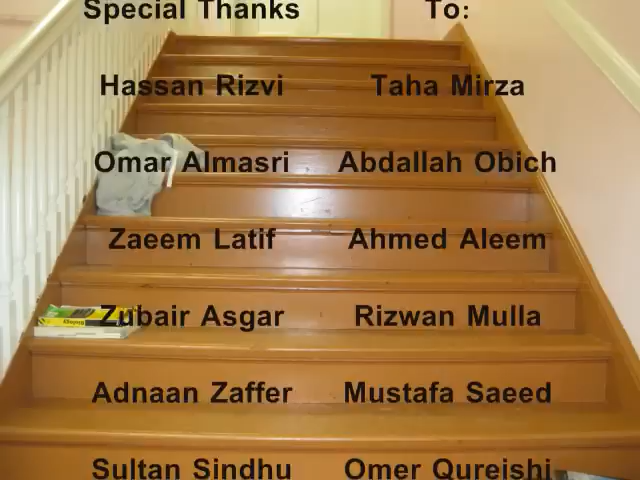 Special Thanks To:
Hassan Rizvi Taha Mirza
Omar Almasri Abdallah Obich
Zaeem Latif Ahmed Aleem
Zubair Asgar Rizwan Mulla
Adnaan Zaffer Mustafa Saeed
Sultan Sindhu Omer Qureishi